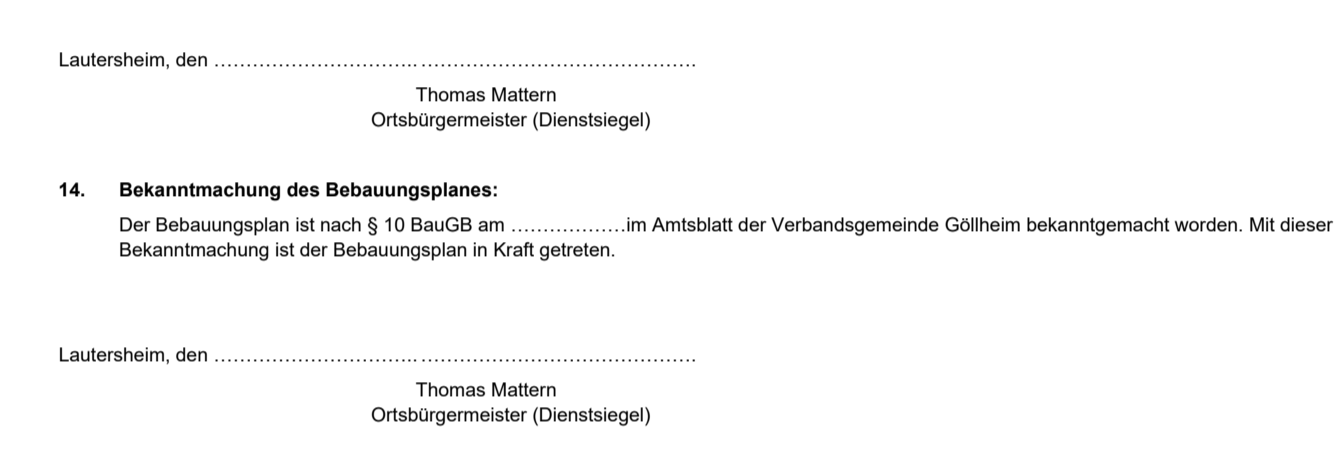 Lautersheim, den ……………………………………………………………………
Thomas Mattern
Ortsbürgermeister (Dienstsiegel)
14. Bekanntmachung des Bebauungsplanes:
Der Bebauungsplan ist nach § 10 BauGB am ………………im Amtsblatt der Verbandsgemeinde Göllheim bekanntgemacht worden. Mit dieser
Bekanntmachung ist der Bebauungsplan in Kraft getreten.
Lautersheim, den ……………………………………………………………………
Thomas Mattern
Ortsbürgermeister (Dienstsiegel)